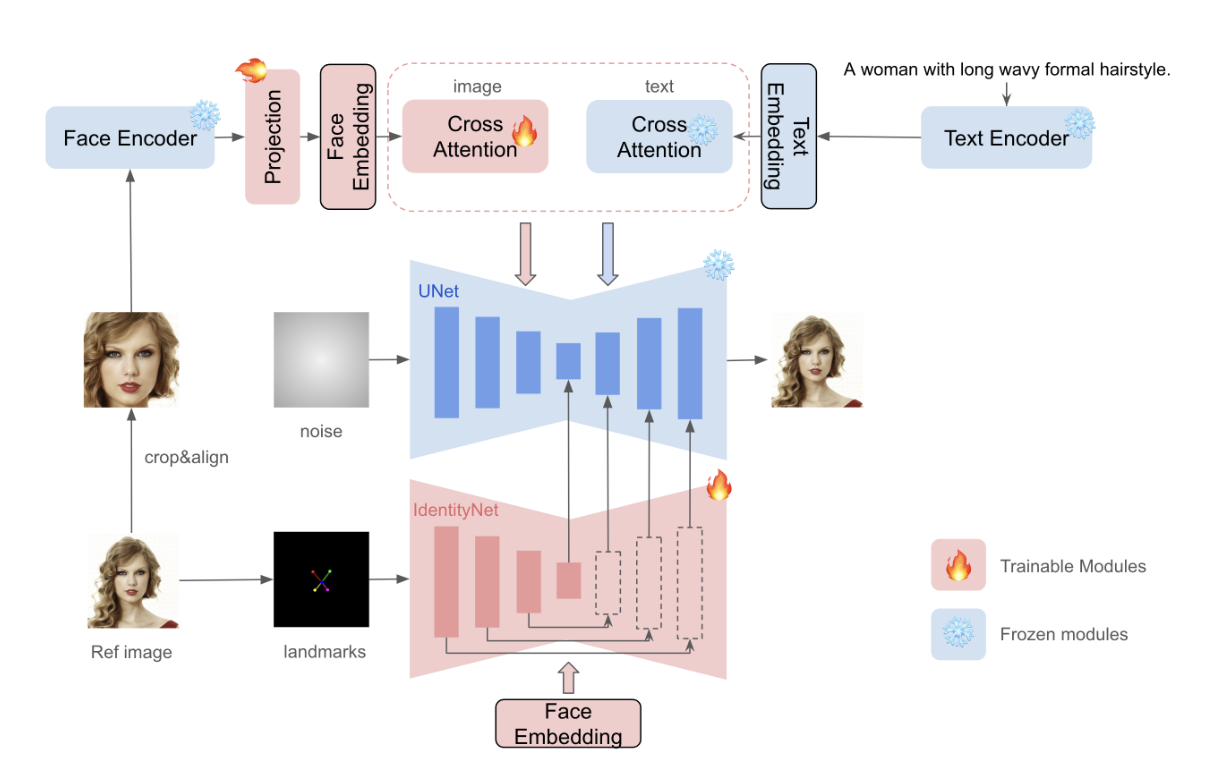 A woman with long wavy formal hairstyle.
image
text
Face Encoder
Projection
Face
Embedding
Cross
Attention
Cross
Attention
Text
Embedding
Text Encoder
UNet
noise
crop&align
IdentityNet
Ref image
landmarks
Trainable Modules
Frozen modules
Face
Embedding